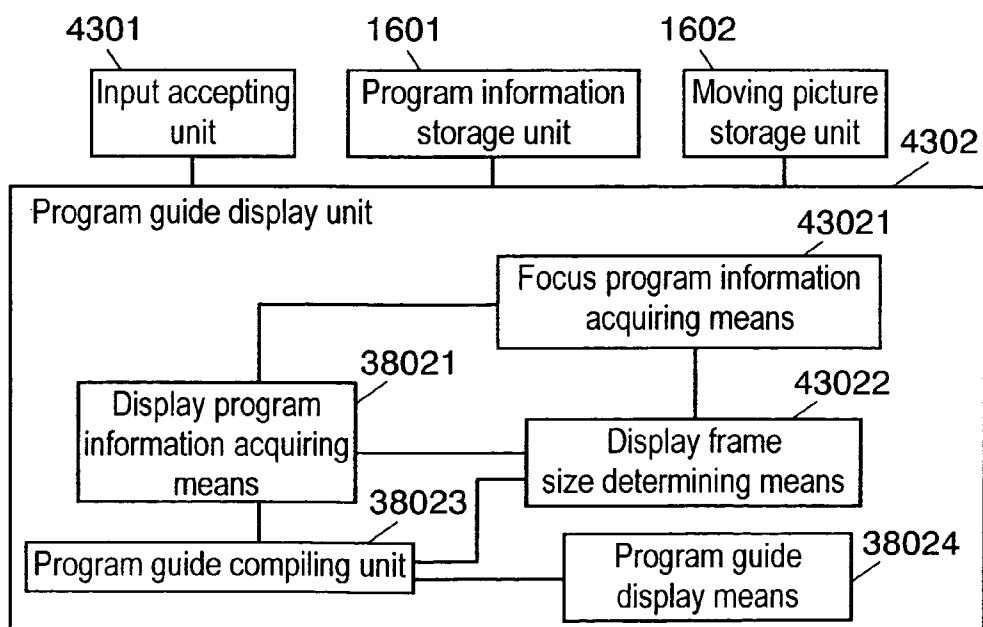 4301
1601
1602
Input accepting
unit
Program information
storage unit
Moving picture
storage unit
4302
Program guide display unit
43021
Focus program information
acquiring means
38021
Display program
information acquiring
means
43022
Display frame
size determining means
38023
Program guide compiling unit
38024
Program guide
display means